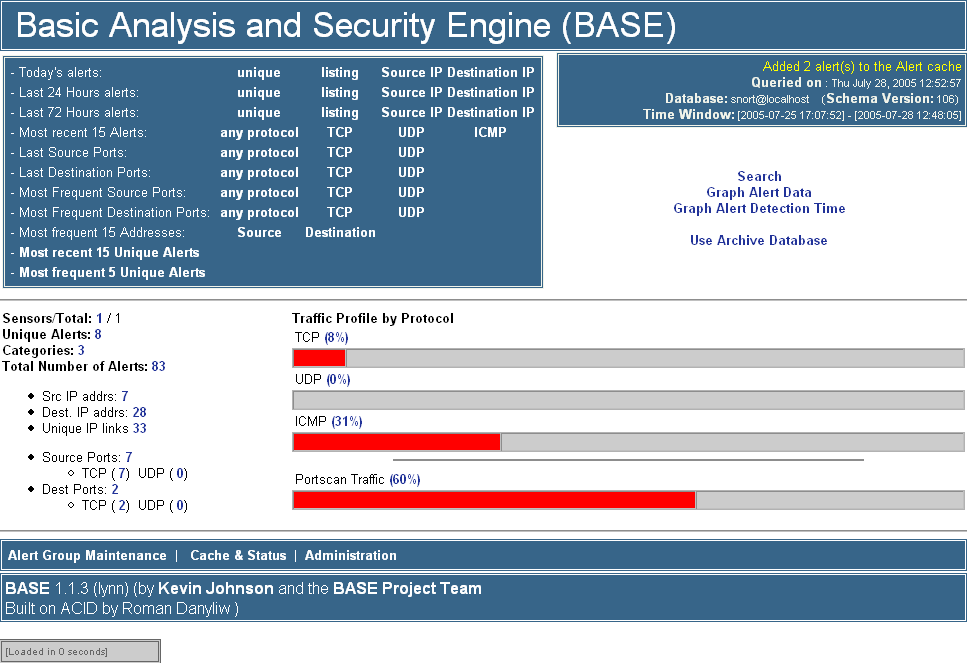 Basic Analysis and Security Engine (BASE)
- Today's alerts: unique listing Source IP Destination IP
- Last 24 Hours alerts: unique listing Source IP Destination IP
- Last 72 Hours alerts: unique listing Source IP Destination IP
- Most recent 15 Alerts: any protocol TCP UDP ICMP
- Last Source Ports: any protocol TCP UDP
- Last Destination Ports: any protocol TCP UDP
- Most Frequent Source Ports: any protocol TCP UDP
- Most Frequent Destination Ports: any protocol TCP UDP
- Most frequent 15 Addresses: Source Destination
- Most recent 15 Unique Alerts
- Most frequent 5 Unique Alerts
Added 2 alert(s) to the Alert cache
Queried on : Thu July 28, 2005 12:52:57
Database: snort@localhost (Schema Version: 106)
Time Window: [2005-07-25 17:07:52] - [2005-07-28 12:48:05]
Search
Graph Alert Data
Graph Alert Detection Time
Use Archive Database
Sensors/Total: 1 / 1
Unique Alerts: 8
Categories: 3
Total Number of Alerts: 83
Src IP addrs: 7
Dest. IP addrs: 28
Unique IP links 33
Source Ports: 7
TCP ( 7) UDP ( 0)
Dest Ports: 2
TCP ( 2) UDP ( 0)
Traffic Profile by Protocol
TCP (8%)
UDP (0%)
ICMP (31%)
Portscan Traffic (60%)
Alert Group Maintenance | Cache & Status | Administration
BASE 1.1.3 (lynn) (by Kevin Johnson and the BASE Project Team
Built on ACID by Roman Danyliw )
[Loaded in 0 seconds]